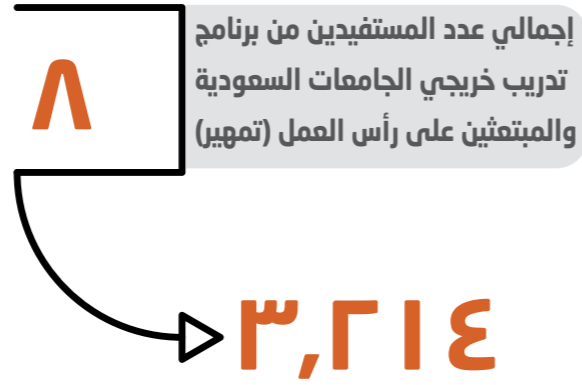 إجمالي عدد المستفيدين من برنامج
تدريب خريجي الجامعات السعودية
والمبتعثين على رأس العمل (تمهير)
٨
٣,٢١٤